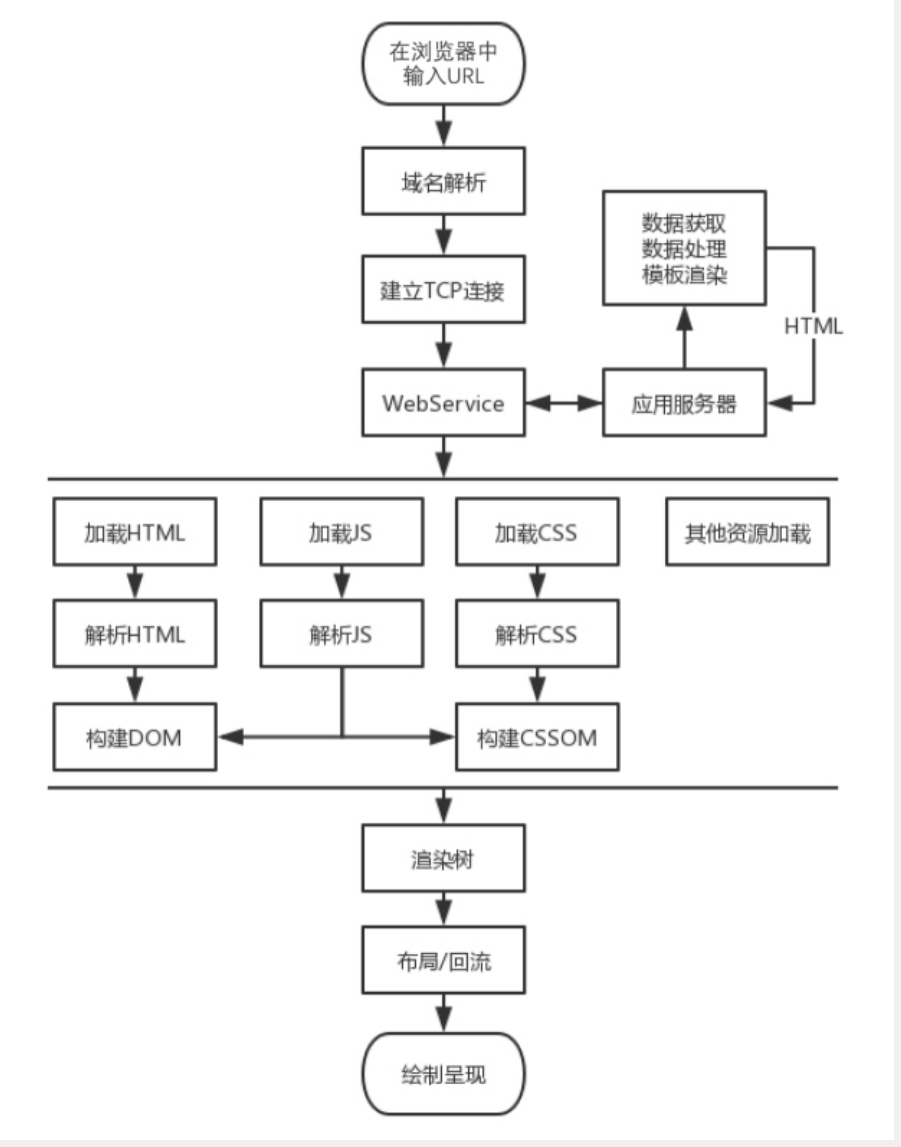 在浏览器中
输入URL
域名解析
数据获取
数据处理
模板渲染
建立TCP连接
HTML
WebService
应用服务器
加载HTML
加载JS
加载CSS
其他资源加载
解析HTML
解析JS
解析CSS
构建DOM
构建CSSOM
渲染树
布局/回流
绘制呈现